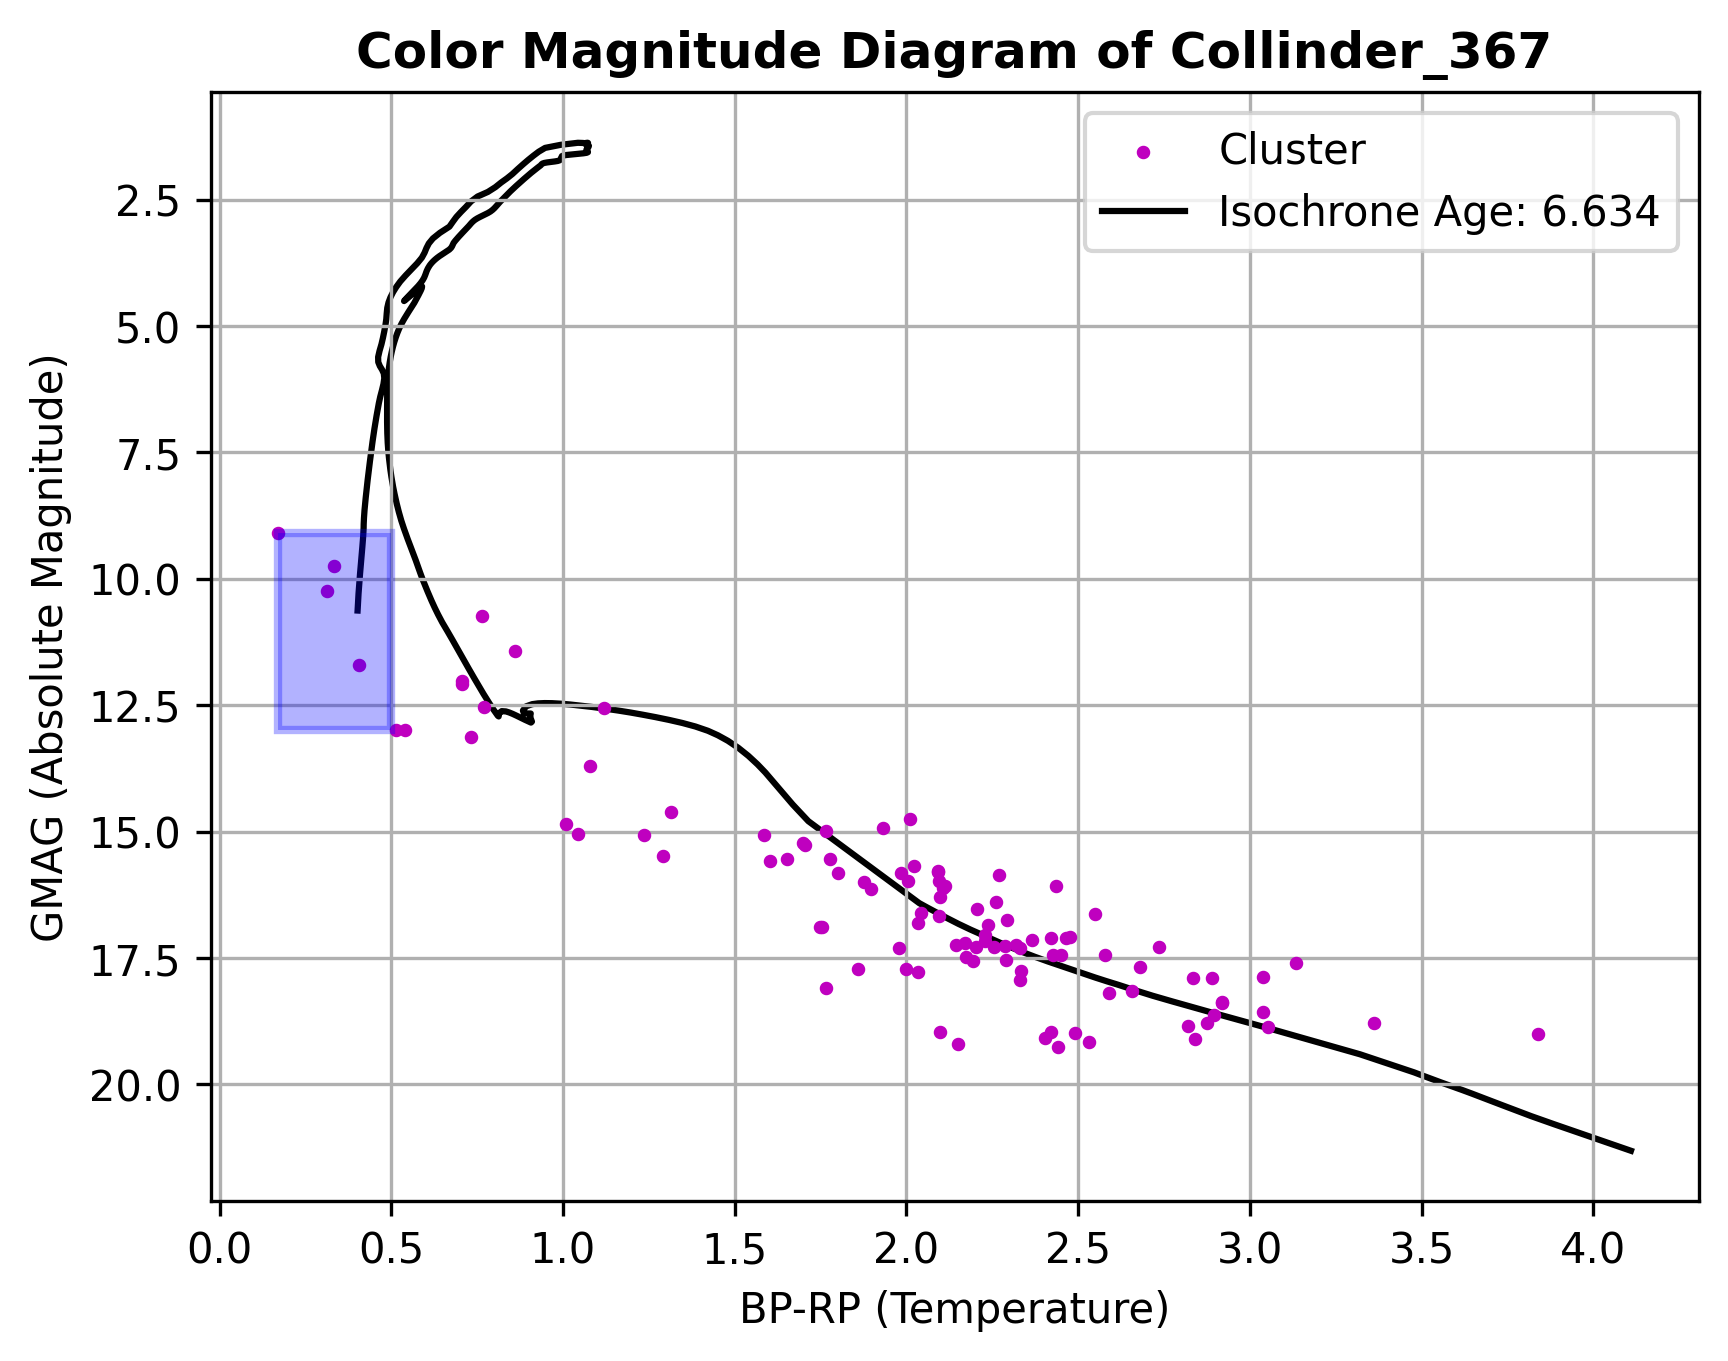 Color Magnitude Diagram of Collinder_367
Cluster
Isochrone Age: 6.634
GMAG (Absolute Magnitude)
2.5
5.0
7.5
10.0
12.5
15.0
17.5
20.0
0.0 0.5 1.0 1.5 2.0 2.5 3.0 3.5 4.0
BP-RP (Temperature)